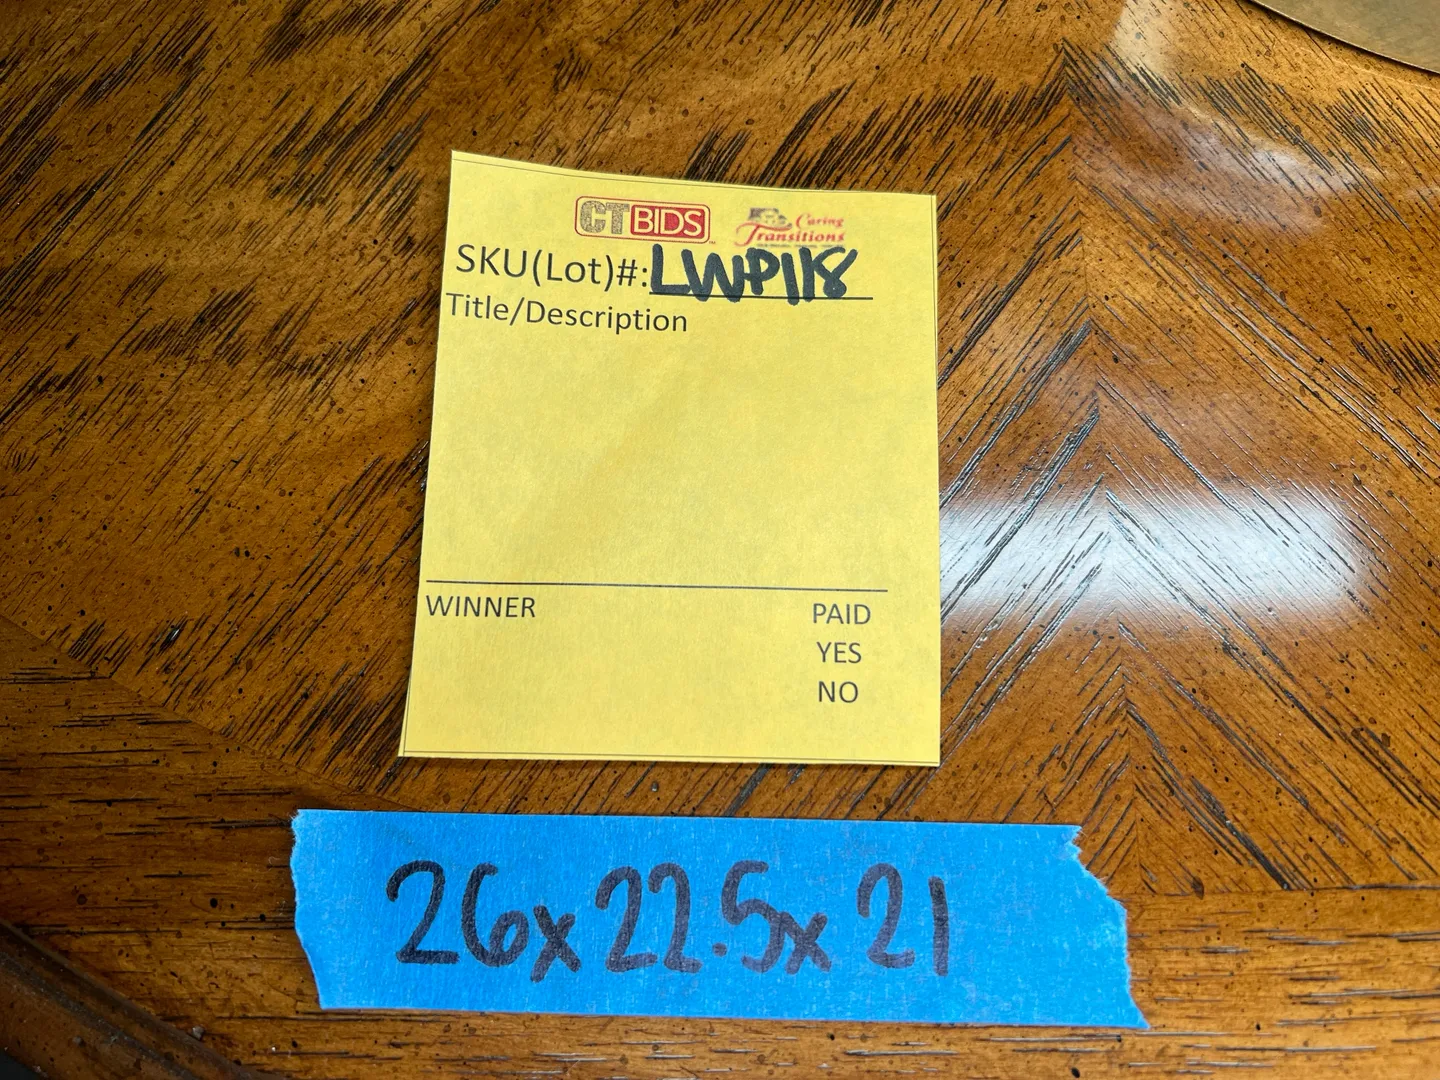 CTBIDS
Caring
Transitions
SKU(Lot)#: LWP118
Title/Description
WINNER PAID
YES
NO
26x22.5x21